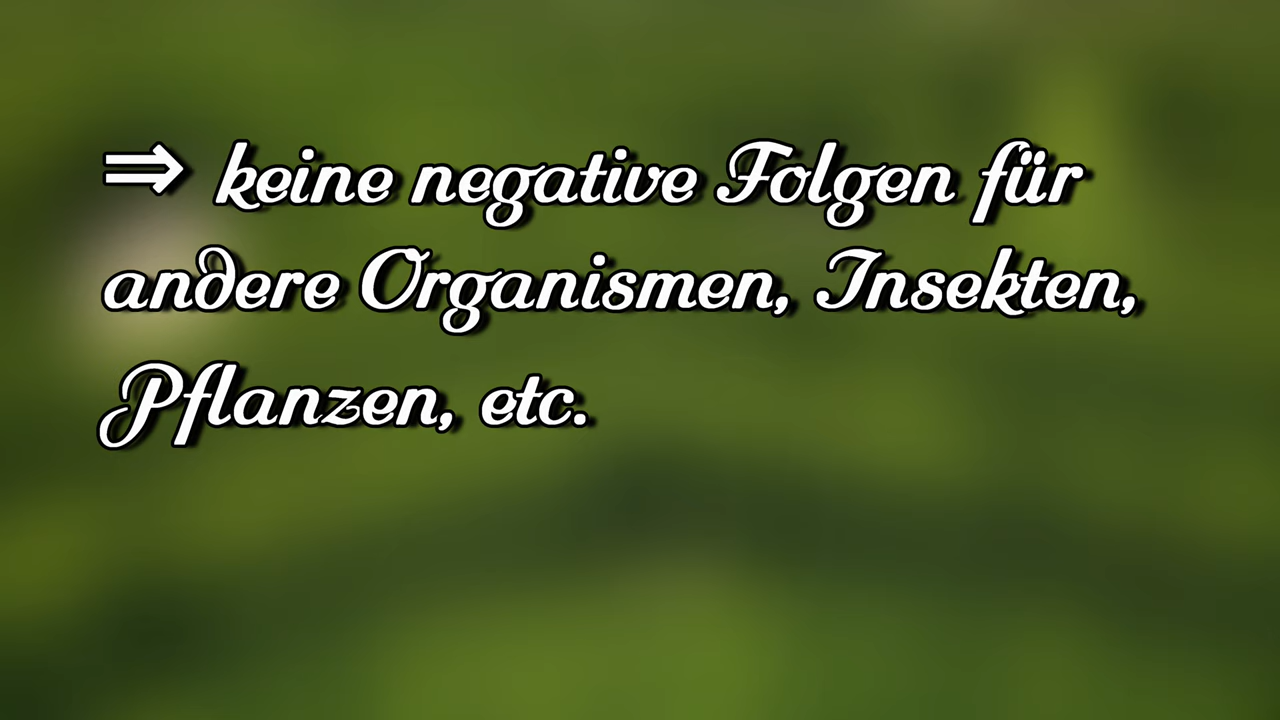 ⇒ keine negative Folgen für
andere Organismen, Insekten,
Pflanzen, etc.